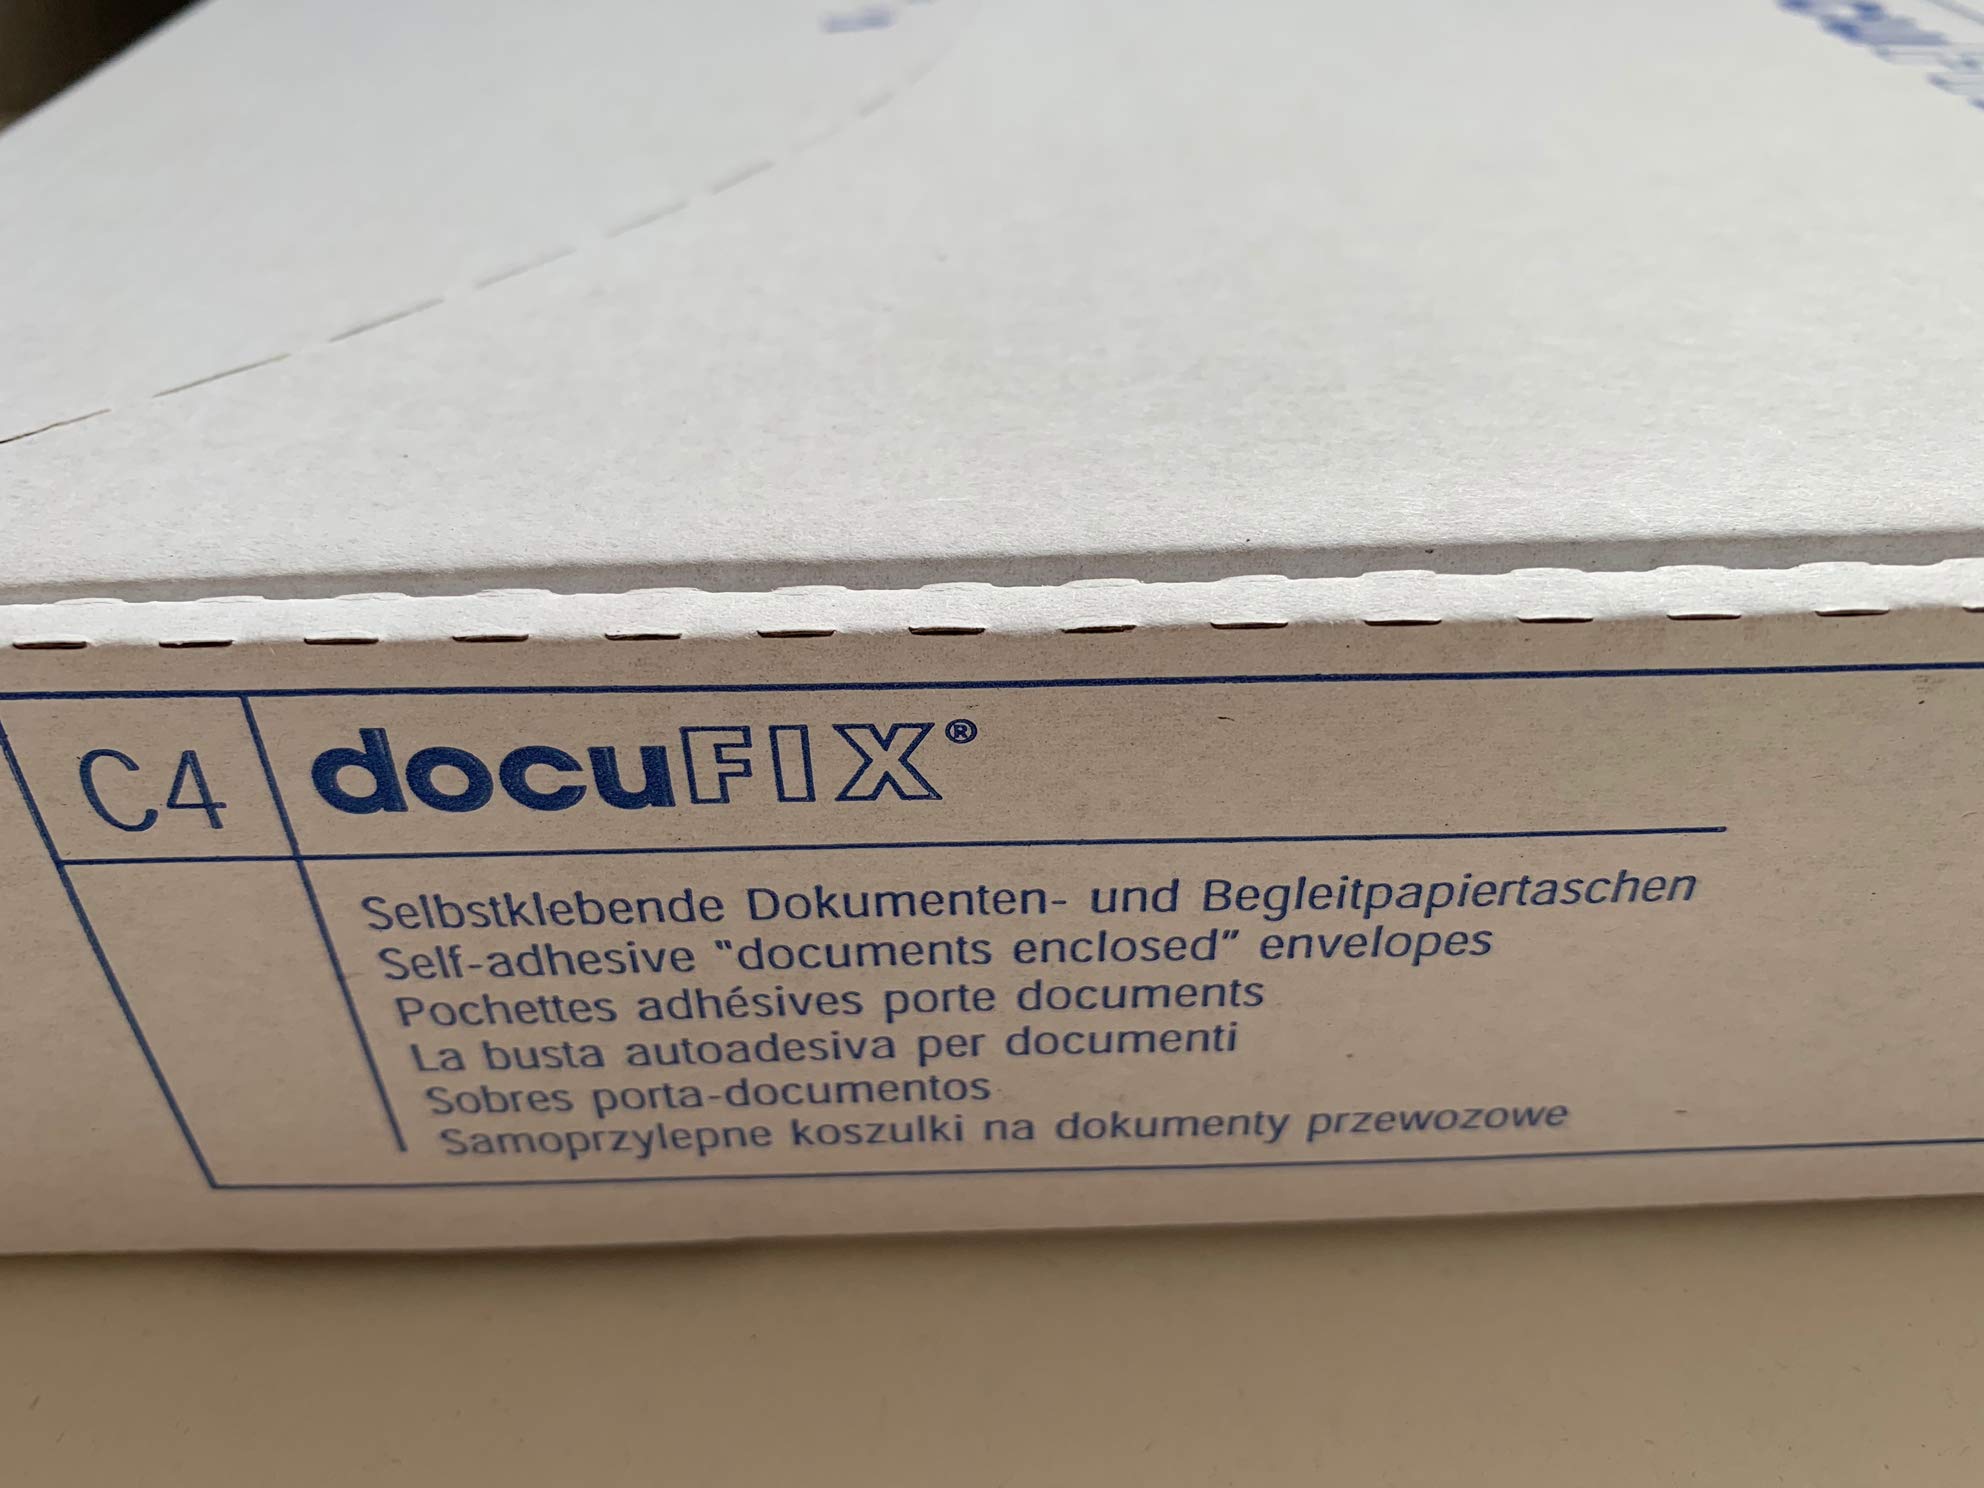 C4
docuFIX®
Selbstklebende Dokumenten- und Begleitpapiertaschen
Self-adhesive "documents enclosed" envelopes
Pochettes adhésives porte documents
La busta autoadesiva per documenti
Sobres porta-documentos
Samoprzylepne koszulki na dokumenty przewozowe